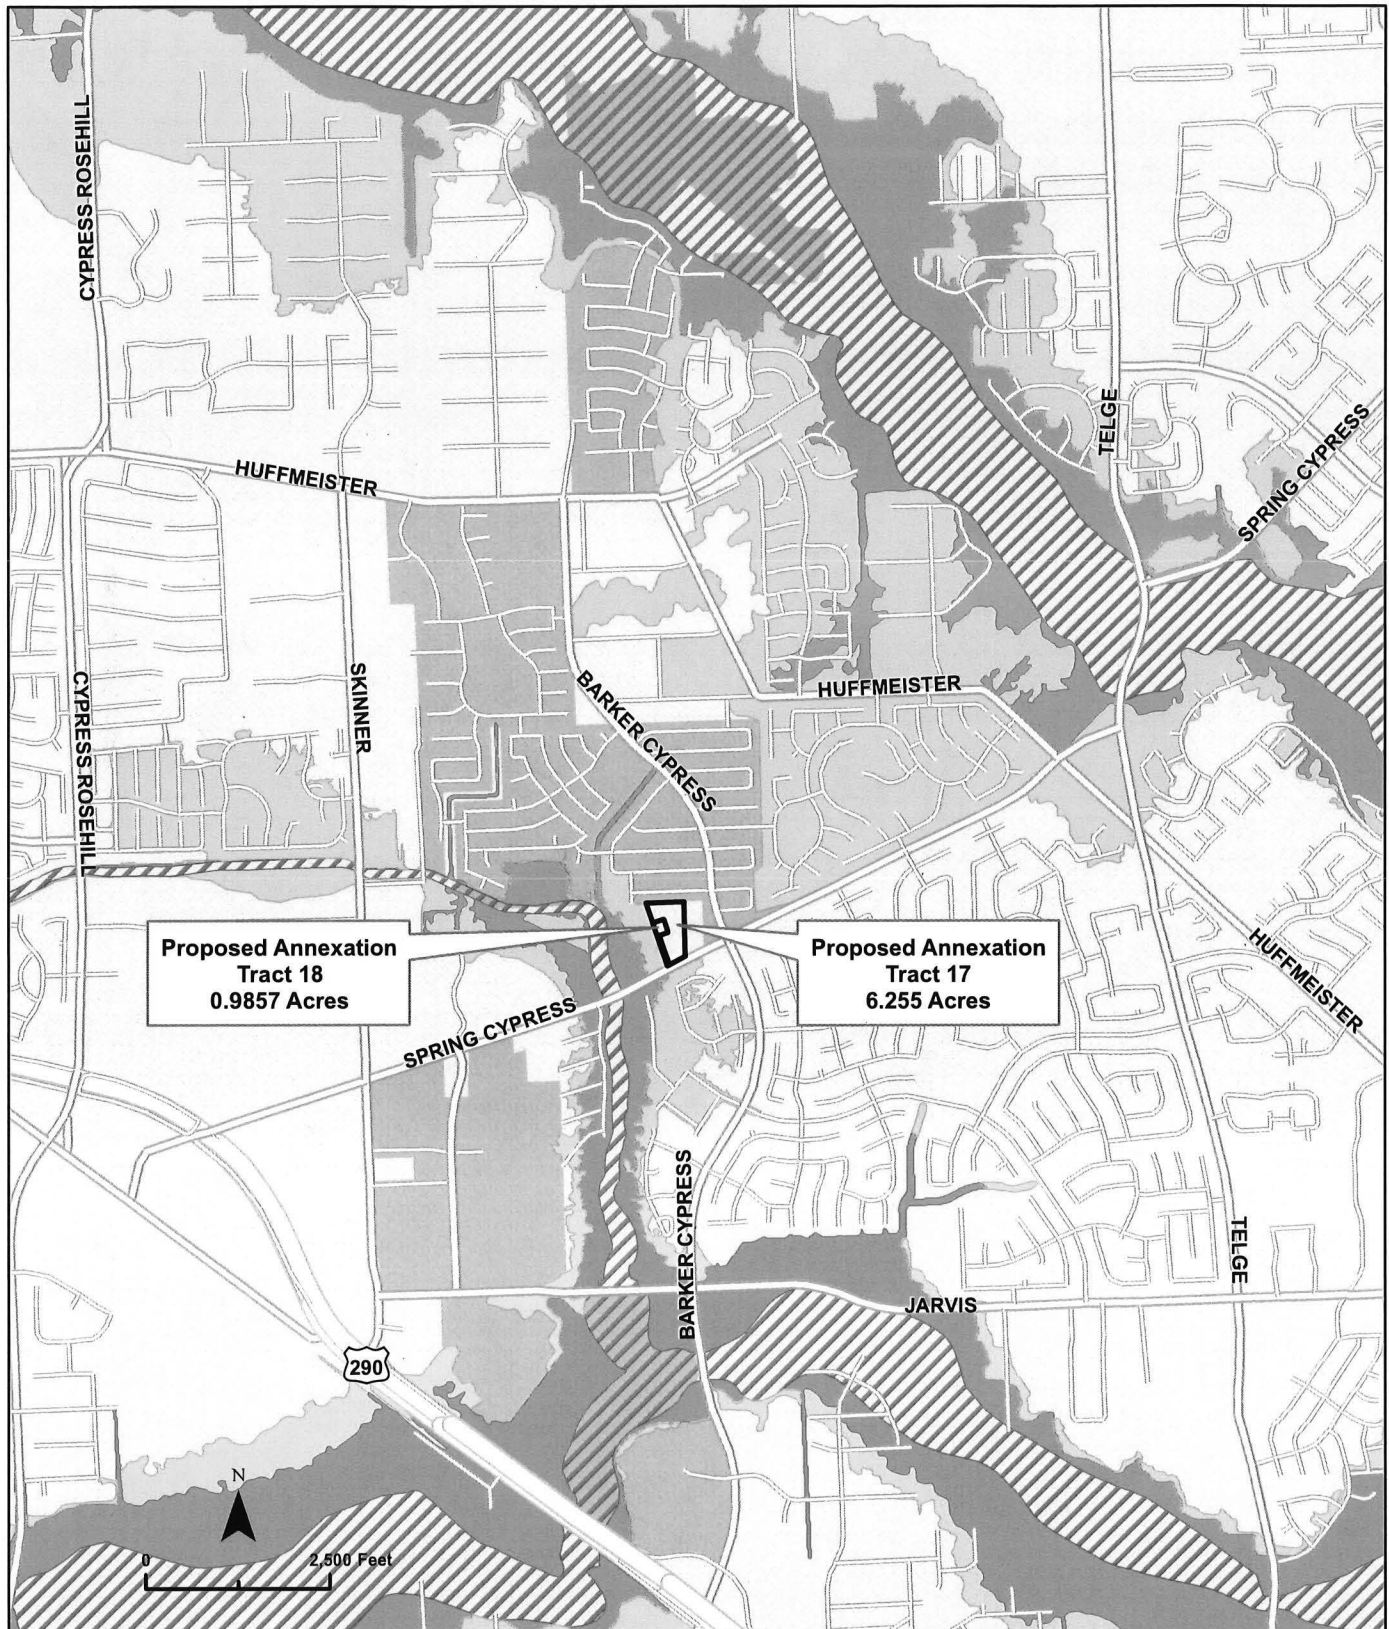 CYPRESS-ROSEHILL
TELGE
SPRING CYPRESS
HUFFMEISTER
SKINNER
CYPRESS-ROSEHILL
BARKER CYPRESS
HUFFMEISTER
Proposed Annexation
Tract 18
0.9857 Acres
Proposed Annexation
Tract 17
6.255 Acres
HUFFMEISTER
SPRING CYPRESS
BARKER CYPRESS
TELGE
JARVIS
290
N
0
2,500 Feet